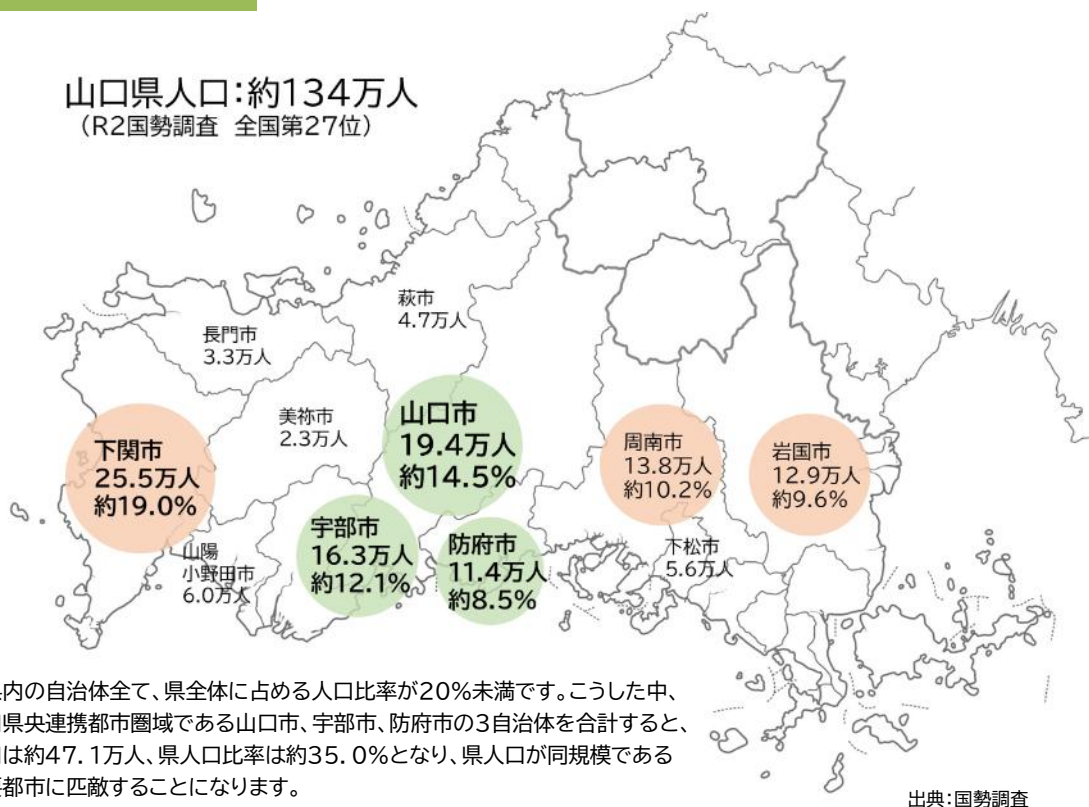 山口県人口：約134万人
（R2国勢調査　全国第27位）
萩市
4.7万人
長門市
3.3万人
美祢市
2.3万人
山口市
19.4万人
約14.5%
下関市
25.5万人
約19.0%
周南市
13.8万人
約10.2%
岩国市
12.9万人
約9.6%
宇部市
16.3万人
約12.1%
防府市
11.4万人
約8.5%
山陽
小野田市
6.0万人
下松市
5.6万人
内の自治体全て、県全体に占める人口比率が20%未満です。こうした中、
県央連携都市圏域である山口市、宇部市、防府市の3自治体を合計すると、
は約47.1万人、県人口比率は約35.0%となり、県人口が同規模である
都市に匹敵することになります。
出典：国勢調査